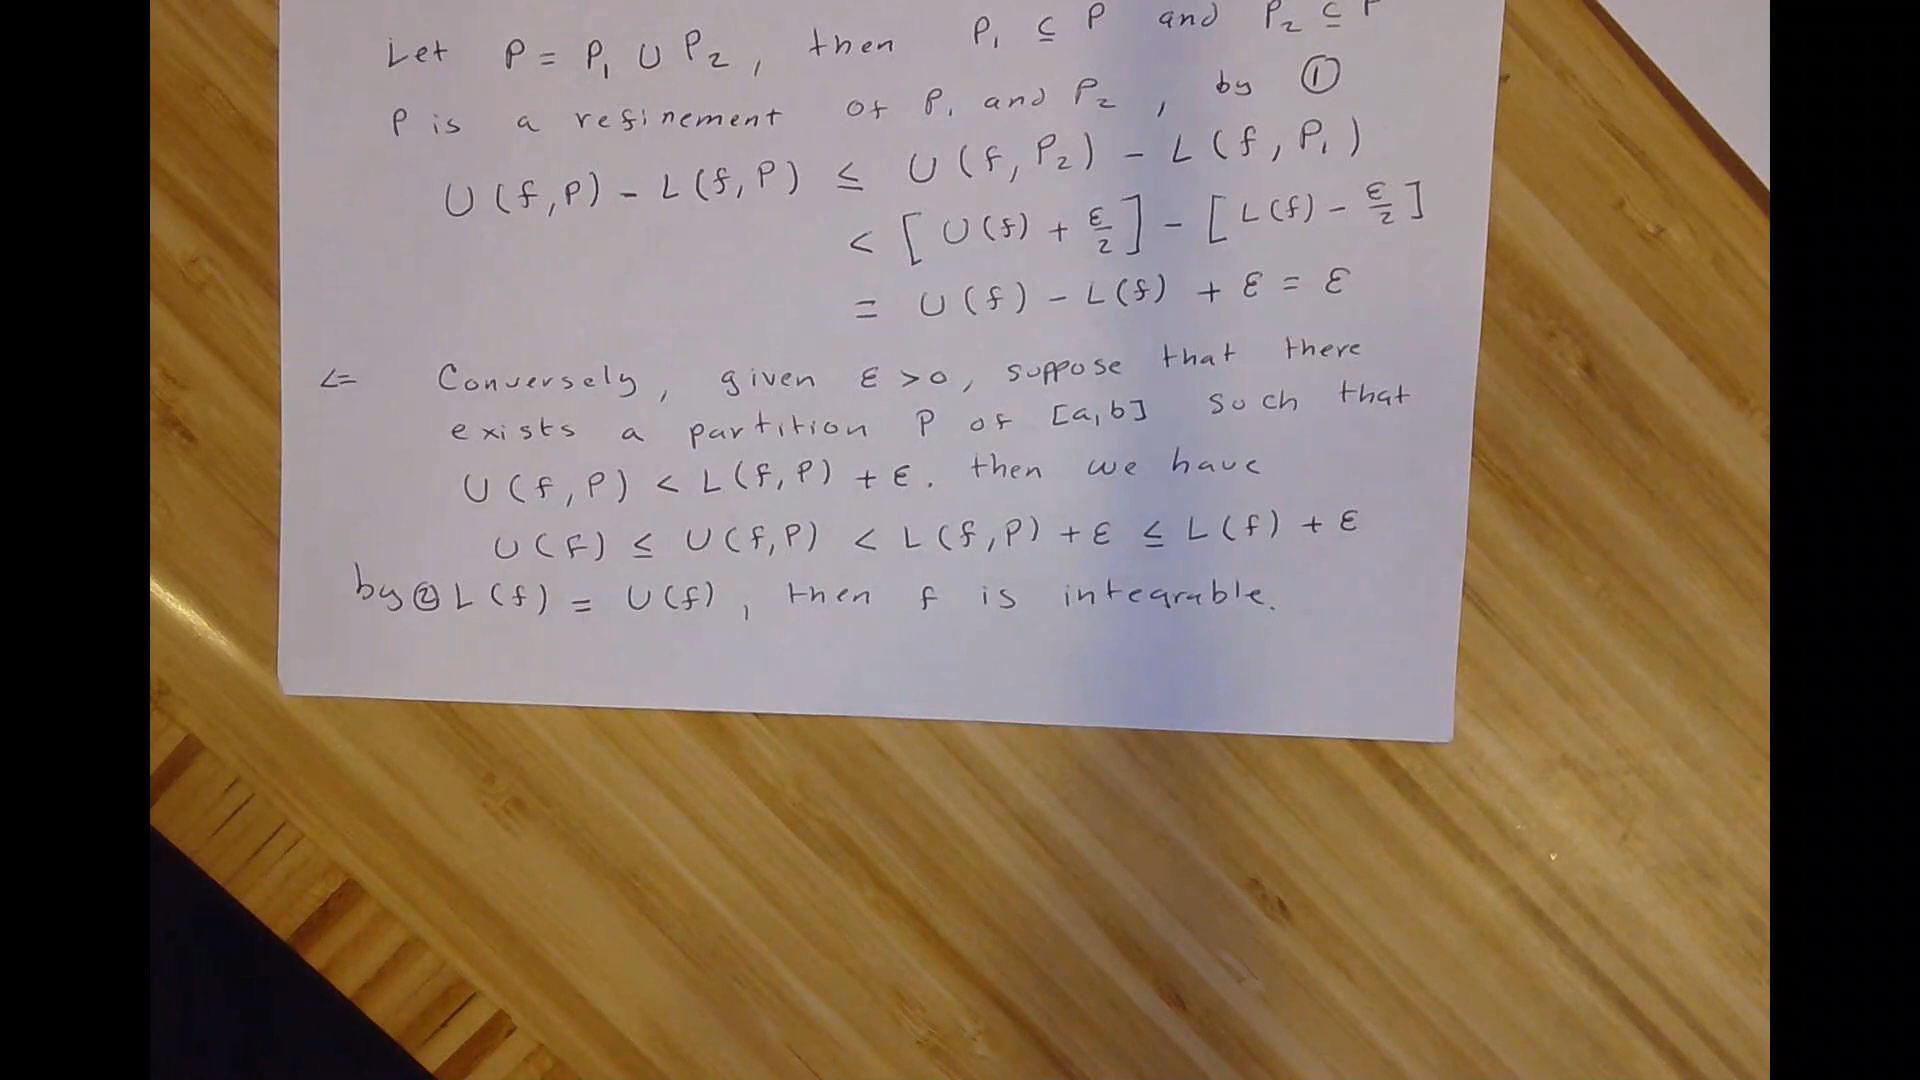 Let P = P₁ ∪ P₂, then P₁ ⊆ P and P₂ ⊆ P
P is a refinement of P₁ and P₂, by ①
U(f,P) - L(f,P) ≤ U(f,P₂) - L(f,P₁)
< [U(f) + ε/2] - [L(f) - ε/2]
= U(f) - L(f) + ε = ε
<= Conversely, given ε >0, suppose that there
exists a partition P of [a,b] such that
U(f,P) < L(f,P) + ε. then we have
U(f) ≤ U(f,P) < L(f,P) + ε ≤ L(f) + ε
by ② L(f) = U(f), then f is integrable.